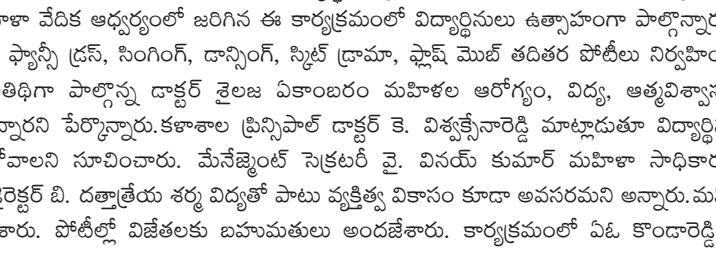 ళా వేదిక ఆధ్వర్యంలో జరిగిన ఈ కార్యక్రమంలో విద్యార్థినులు ఉత్సాహంగా పాల్గొన్నార
ఫ్యాన్సీ డ్రస్, సింగింగ్, డాన్సింగ్, స్కిట్ డ్రామా, ఫ్లాష్ మొబ్ తదితర పోటీలు నిర్వహిం
తిథిగా పాల్గొన్న డాక్టర్ శైలజ ఏకాంబరం మహిళల ఆరోగ్యం, విద్య, ఆత్మవిశ్వాస
న్నారని పేర్కొన్నారు.కళాశాల ప్రిన్సిపాల్ డాక్టర్ కె. విశ్వక్సేనారెడ్డి మాట్లాడుతూ విద్యార్థిన
కోవాలని సూచించారు. మేనేజ్మెంట్ సెక్రటరీ వై. వినయ్ కుమార్ మహిళా సాధికార
డైరెక్టర్ బి. దత్తాత్రేయ శర్మ విద్యతో పాటు వ్యక్తిత్వ వికాసం కూడా అవసరమని అన్నారు.మ
శారు. పోటీల్లో విజేతలకు బహుమతులు అందజేశారు. కార్యక్రమంలో ఏఓ కొండారెడ్డి